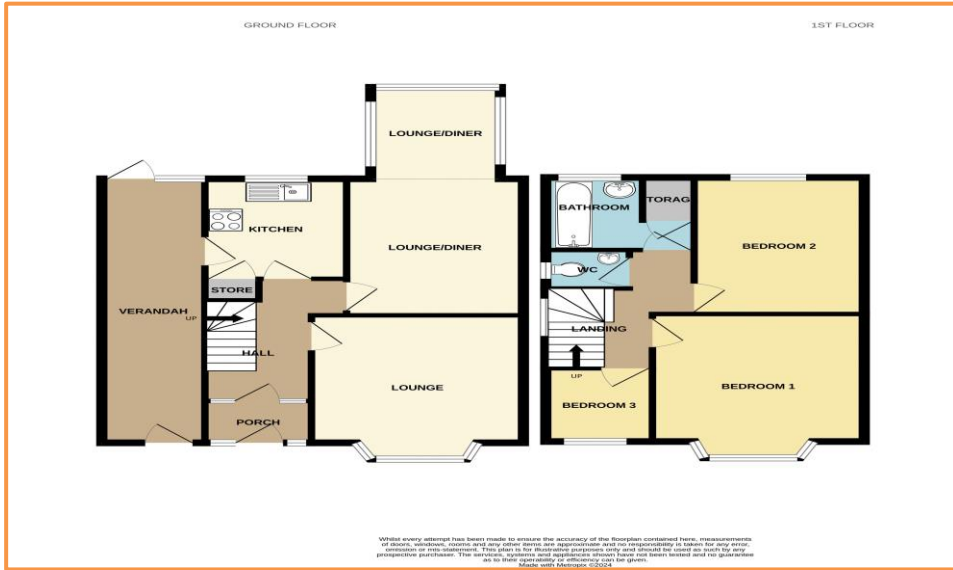 GROUND FLOOR
1ST FLOOR
LOUNGE/DINER
KITCHEN
LOUNGE/DINER
STORE
VERANDAH
UP
HALL
LOUNGE
PORCH
BATHROOM
TORAG
BEDROOM 2
WC
LANDING
UP
BEDROOM 1
BEDROOM 3
Whilst every attempt has been made to ensure the accuracy of the floorplan contained here, measurements
of doors, windows, rooms and any other items are approximate and no responsibility is taken for any error,
omission or mis-statement. This plan is for illustrative purposes only and should be used as such by any
prospective purchaser. The services, systems and appliances shown have not been tested and no guarantee
as to their operability or efficiency can be given.
Made with Metropix ©2024